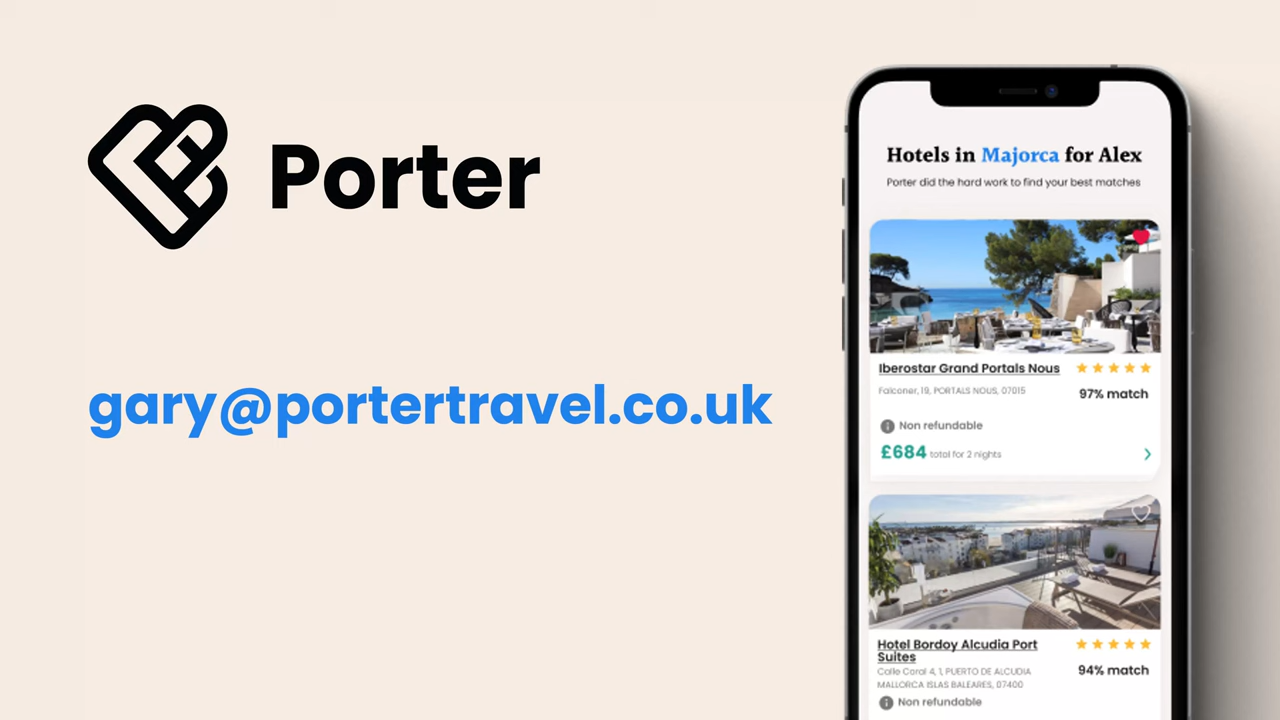 Porter
gary@portertravel.co.uk
Hotels in Majorca for Alex
Porter did the hard work to find your best matches
Iberostar Grand Portals Nous
Falconer, 19, PORTALS NOUS, 07015
97% match
Non refundable
£684 total for 2 nights
Hotel Bordoy Alcudia Port
Suites
Calle Coral 4, 1, PUERTO DE ALCUDIA
MALLORCA ISLAS BALEARES, 07400
94% match
Non refundable